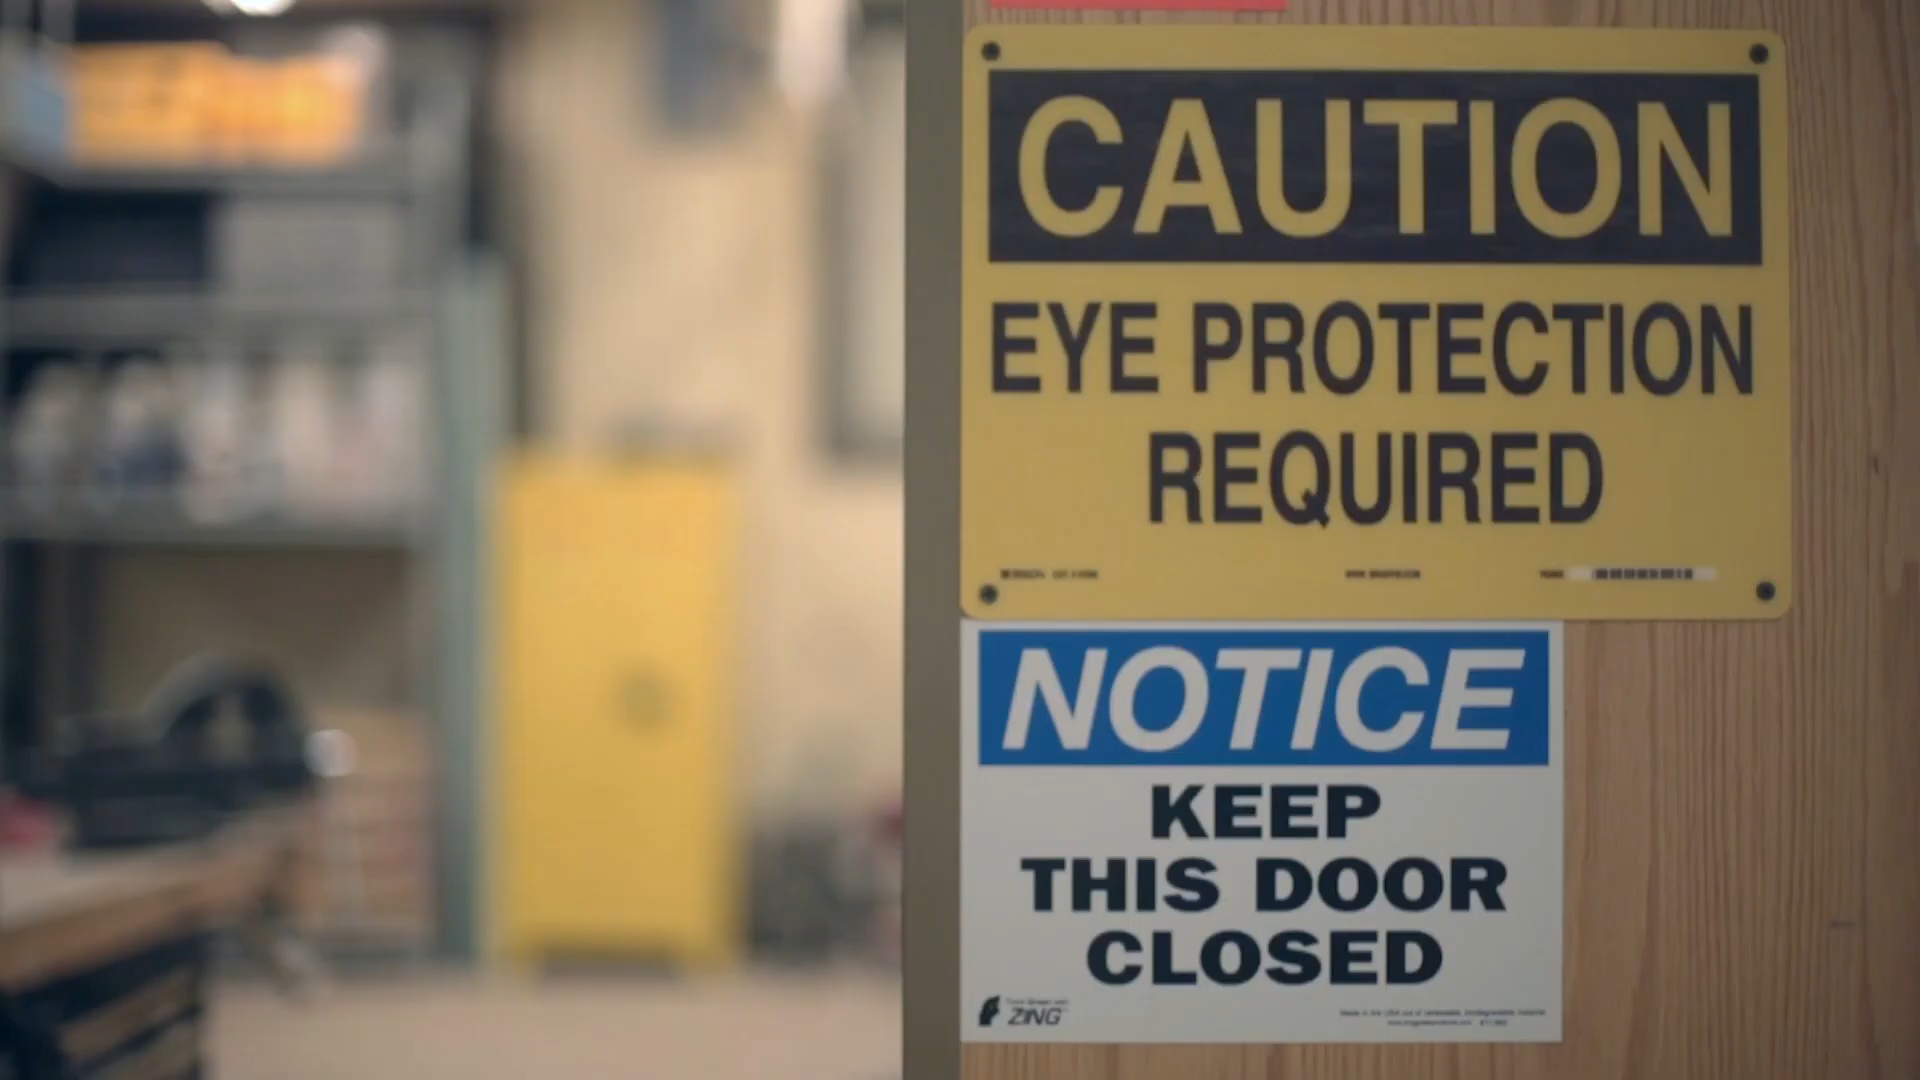 CAUTION
EYE PROTECTION
REQUIRED
NOTICE
KEEP
THIS DOOR
CLOSED
ZING